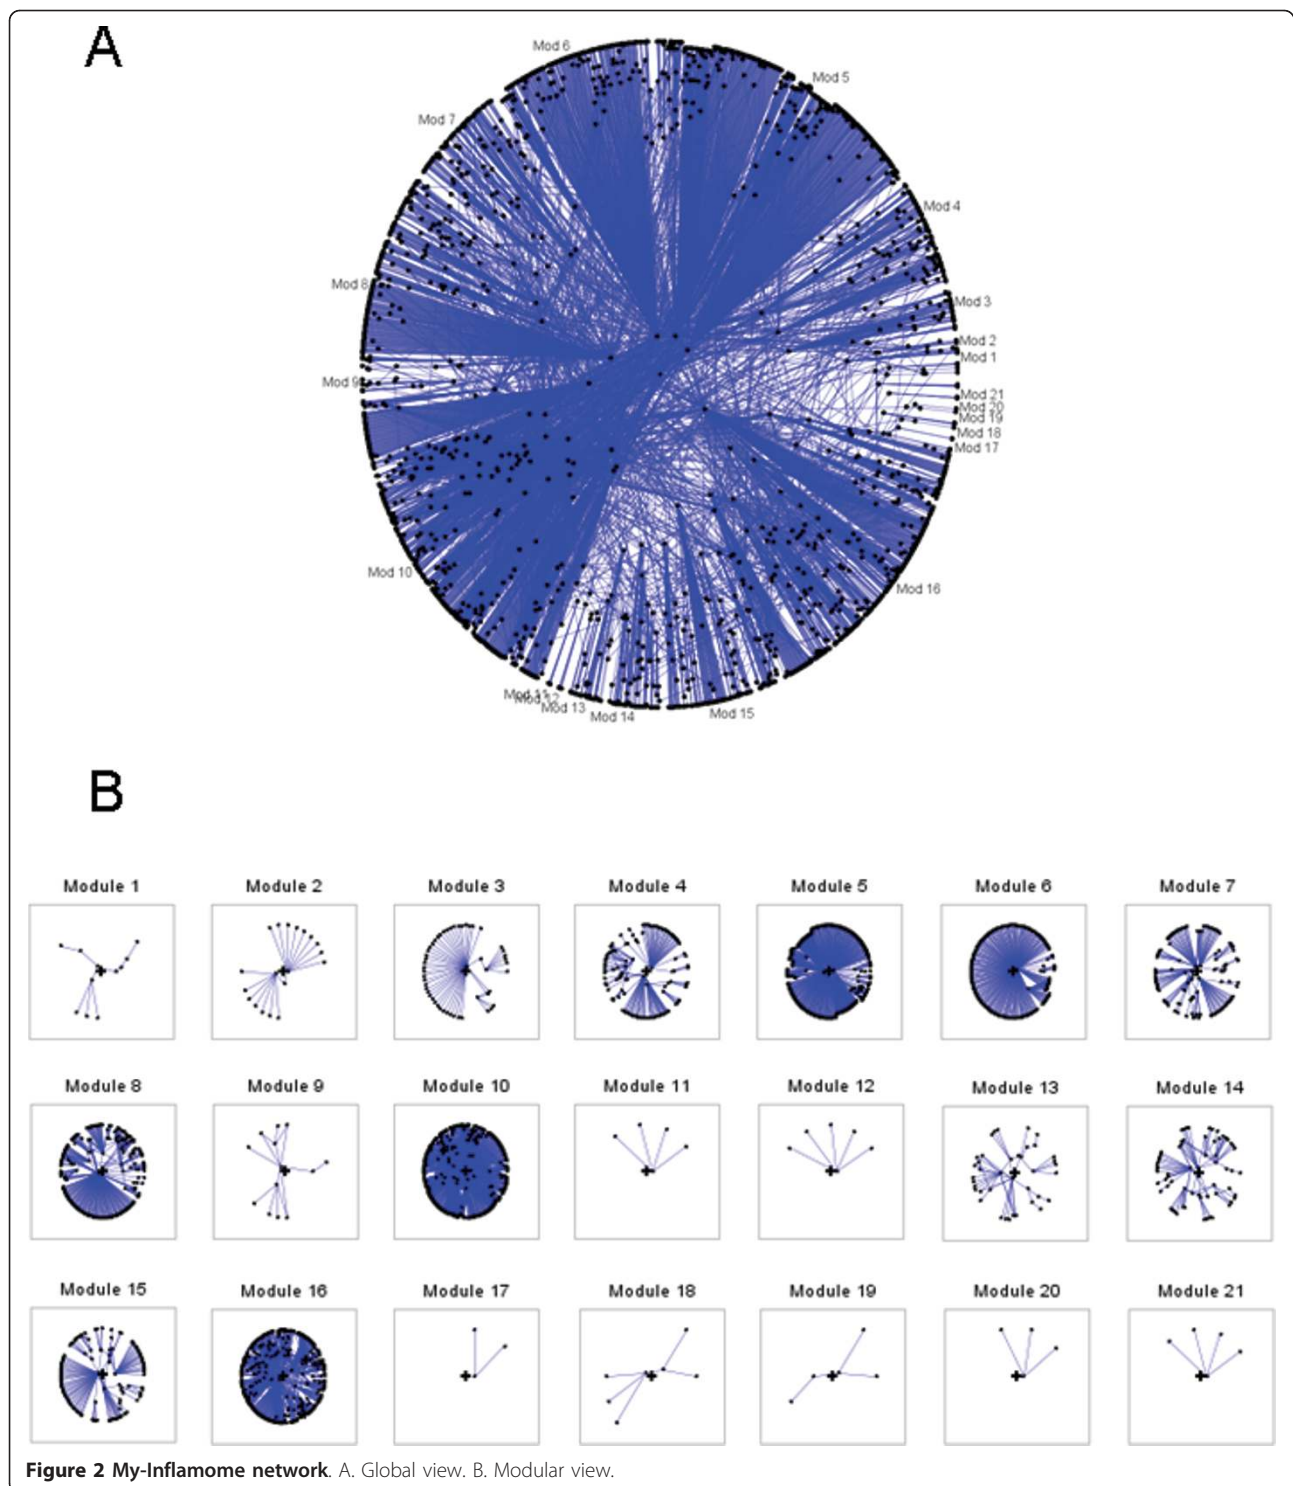 A
Mod 6
Mod 5
Mod 7
Mod 4
Mod 8
Mod 3
Mod 2
Mod 1
Mod 9
Mod 21
Mod 20
Mod 19
Mod 18
Mod 17
Mod 10
Mod 16
Mod 11
Mod 12
Mod 13
Mod 14
Mod 15
B
Module 1 Module 2 Module 3 Module 4 Module 5 Module 6 Module 7
Module 8 Module 9 Module 10 Module 11 Module 12 Module 13 Module 14
Module 15 Module 16 Module 17 Module 18 Module 19 Module 20 Module 21
Figure 2 My-Inflamome network. A. Global view. B. Modular view.